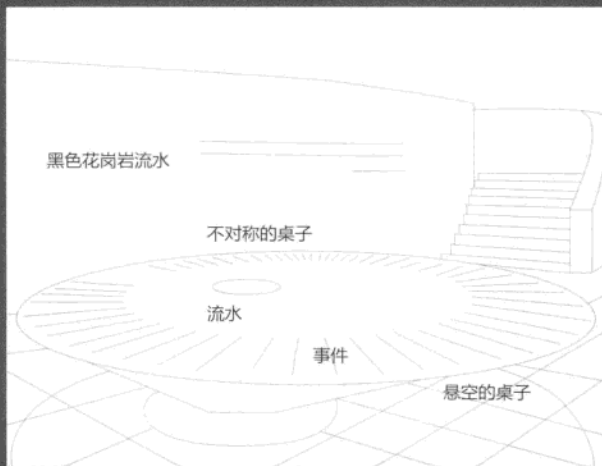 黑色花岗岩流水
不对称的桌子
流水
事件
悬空的桌子